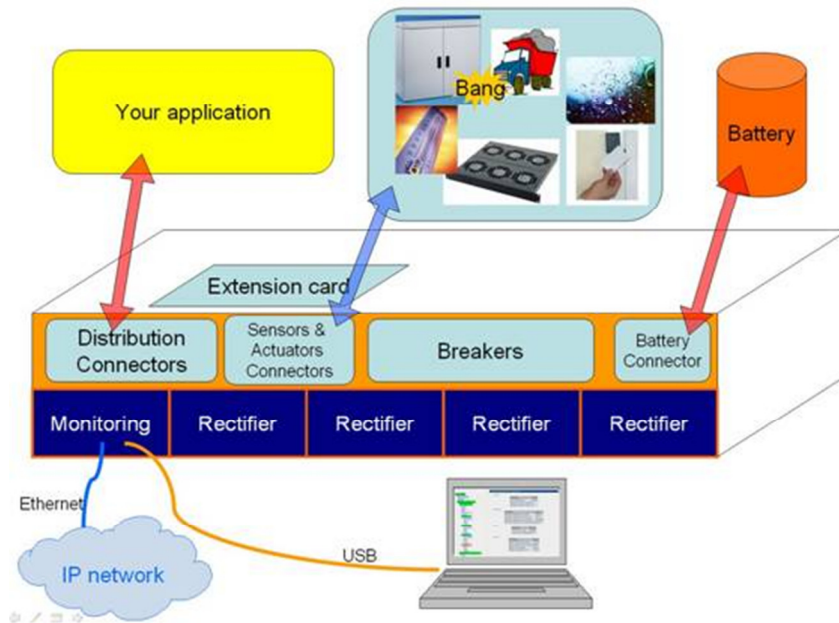 Your application
Bang
Battery
Extension card
Distribution
Connectors
Sensors &
Actuators
Connectors
Breakers
Battery
Connector
Monitoring
Rectifier
Rectifier
Rectifier
Rectifier
Ethernet
USB
IP network